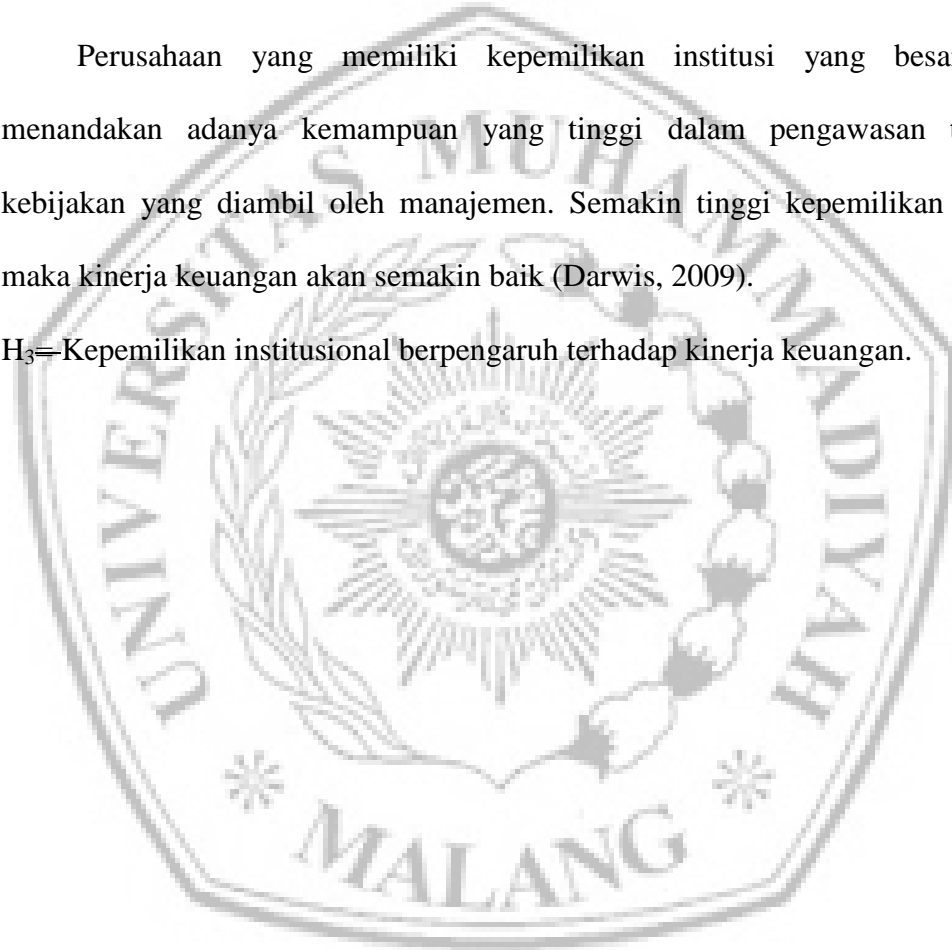 Perusahaan yang memiliki kepemilikan institusi yang besa
menandakan adanya kemampuan yang tinggi dalam pengawasan
kebijakan yang diambil oleh manajemen. Semakin tinggi kepemilikan
maka kinerja keuangan akan semakin baik (Darwis, 2009).
H₃= Kepemilikan institusional berpengaruh terhadap kinerja keuangan.
UNIVERSITAS MUHAMMADIYAH
MALANG